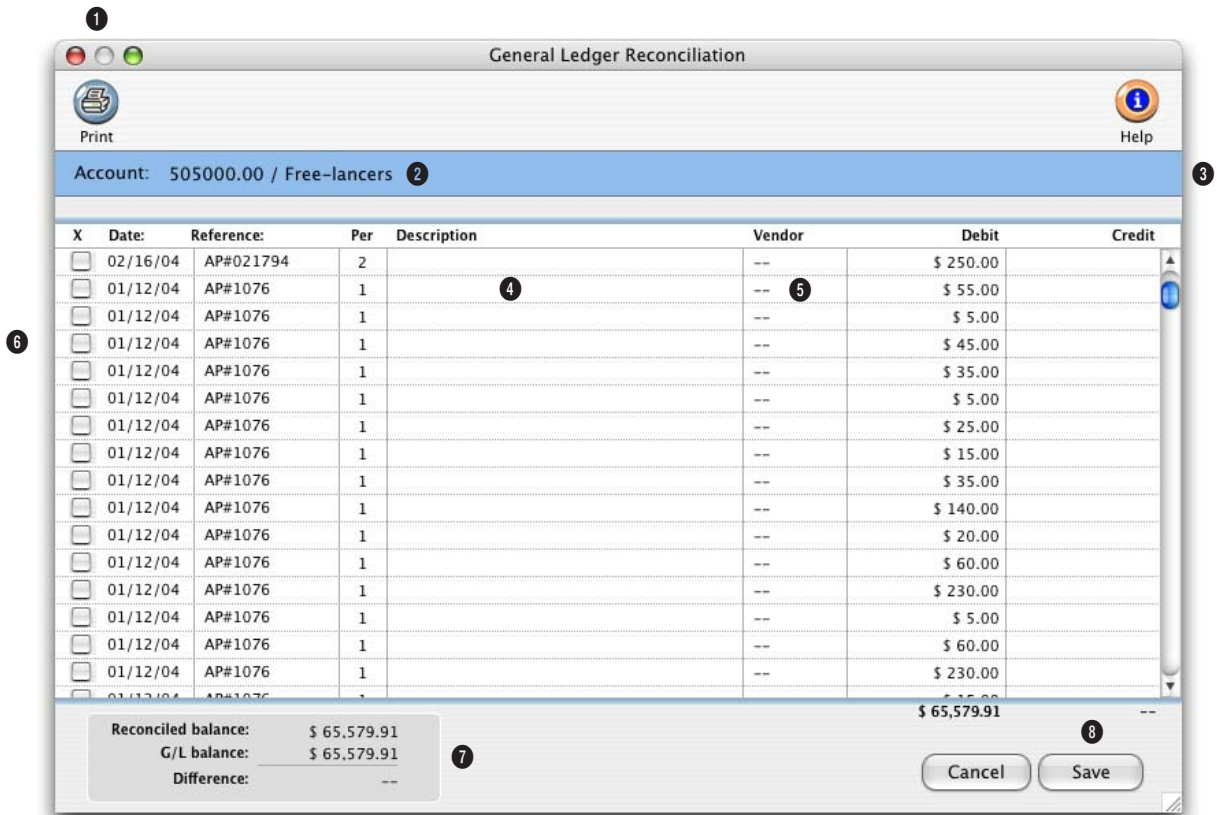 1
General Ledger Reconciliation
Print
Help
Account: 505000.00 / Free-lancers 2
3
X Date: Reference: Per Description Vendor Debit Credit
02/16/04 AP#021794 2 -- $ 250.00
01/12/04 AP#1076 1 4 -- 5 $ 55.00
01/12/04 AP#1076 1 -- $ 5.00
6
01/12/04 AP#1076 1 -- $ 45.00
01/12/04 AP#1076 1 -- $ 35.00
01/12/04 AP#1076 1 -- $ 5.00
01/12/04 AP#1076 1 -- $ 25.00
01/12/04 AP#1076 1 -- $ 15.00
01/12/04 AP#1076 1 -- $ 35.00
01/12/04 AP#1076 1 -- $ 140.00
01/12/04 AP#1076 1 -- $ 20.00
01/12/04 AP#1076 1 -- $ 60.00
01/12/04 AP#1076 1 -- $ 230.00
01/12/04 AP#1076 1 -- $ 5.00
01/12/04 AP#1076 1 -- $ 60.00
01/12/04 AP#1076 1 -- $ 230.00
$ 65,579.91 --
Reconciled balance: $ 65,579.91
G/L balance: $ 65,579.91
Difference: --
7
8
Cancel
Save